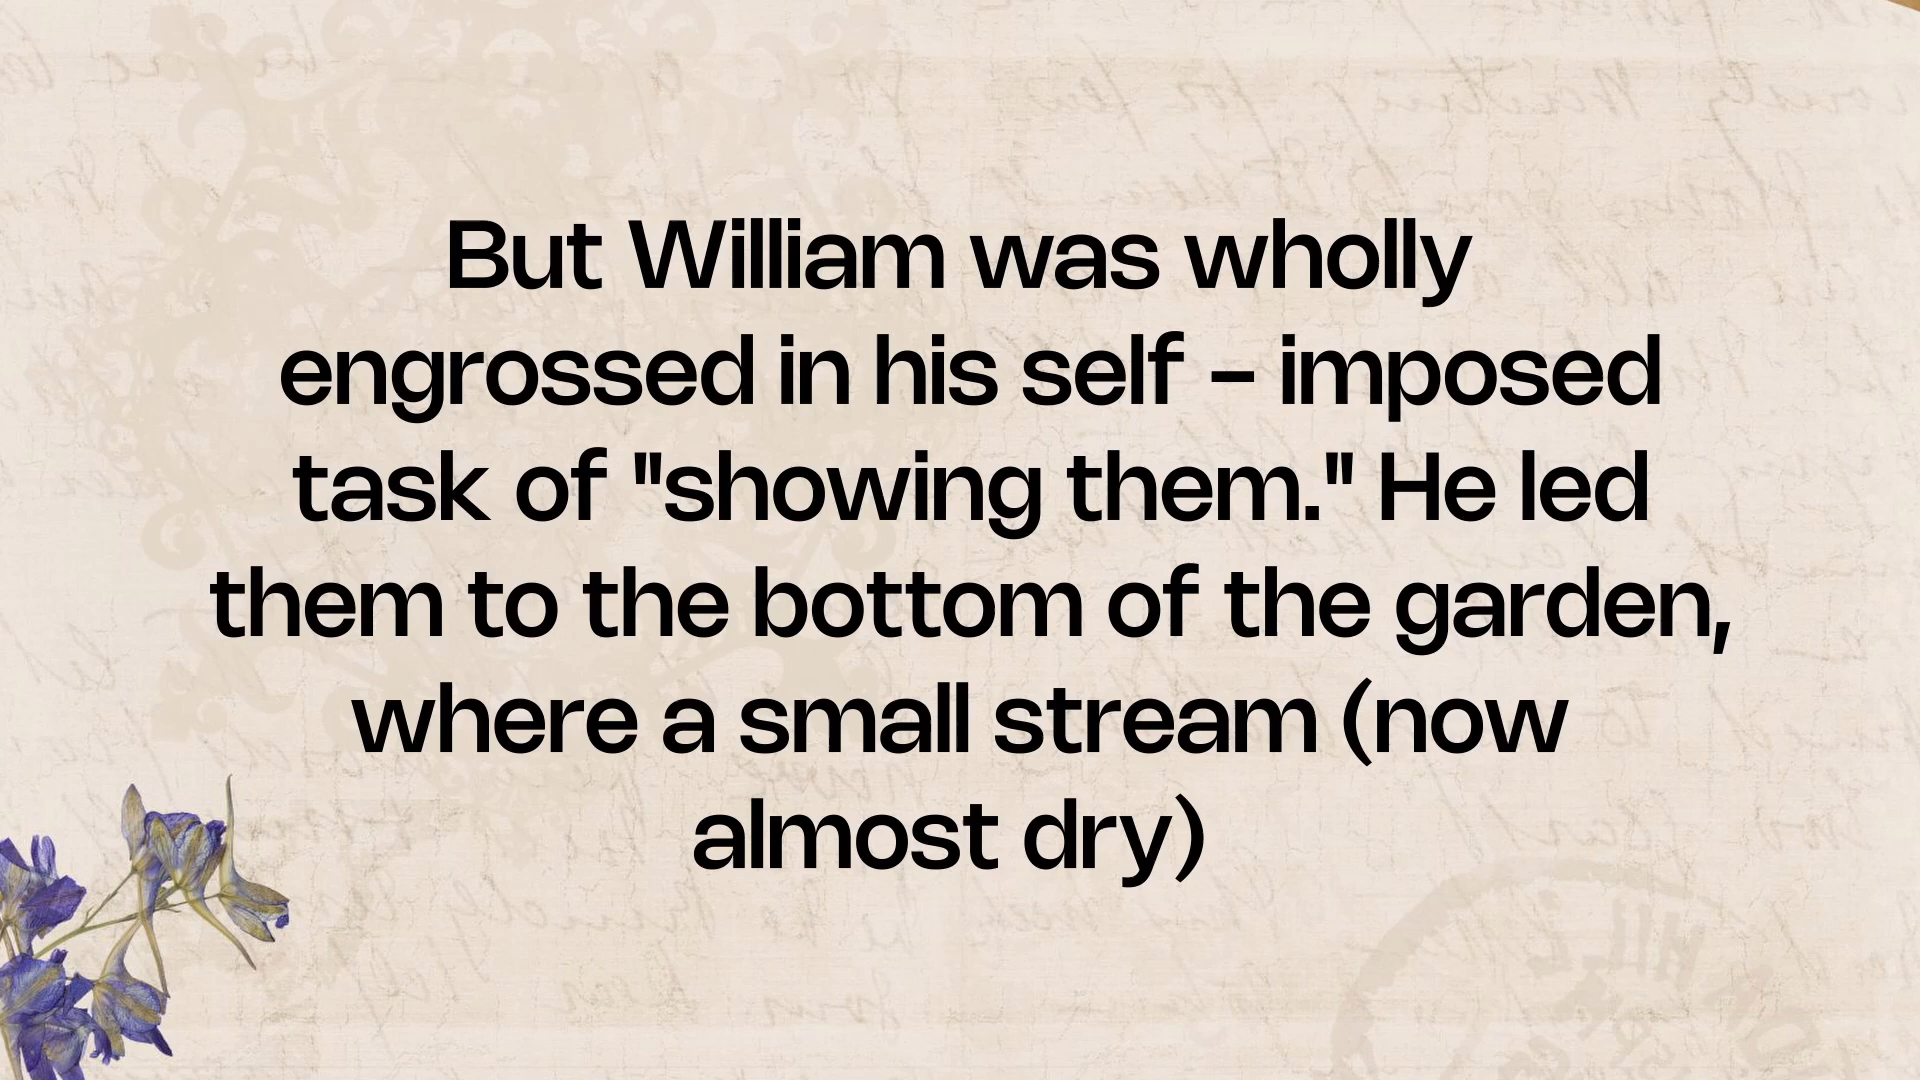 But William was wholly
engrossed in his self – imposed
task of "showing them." He led
them to the bottom of the garden,
where a small stream (now
almost dry)